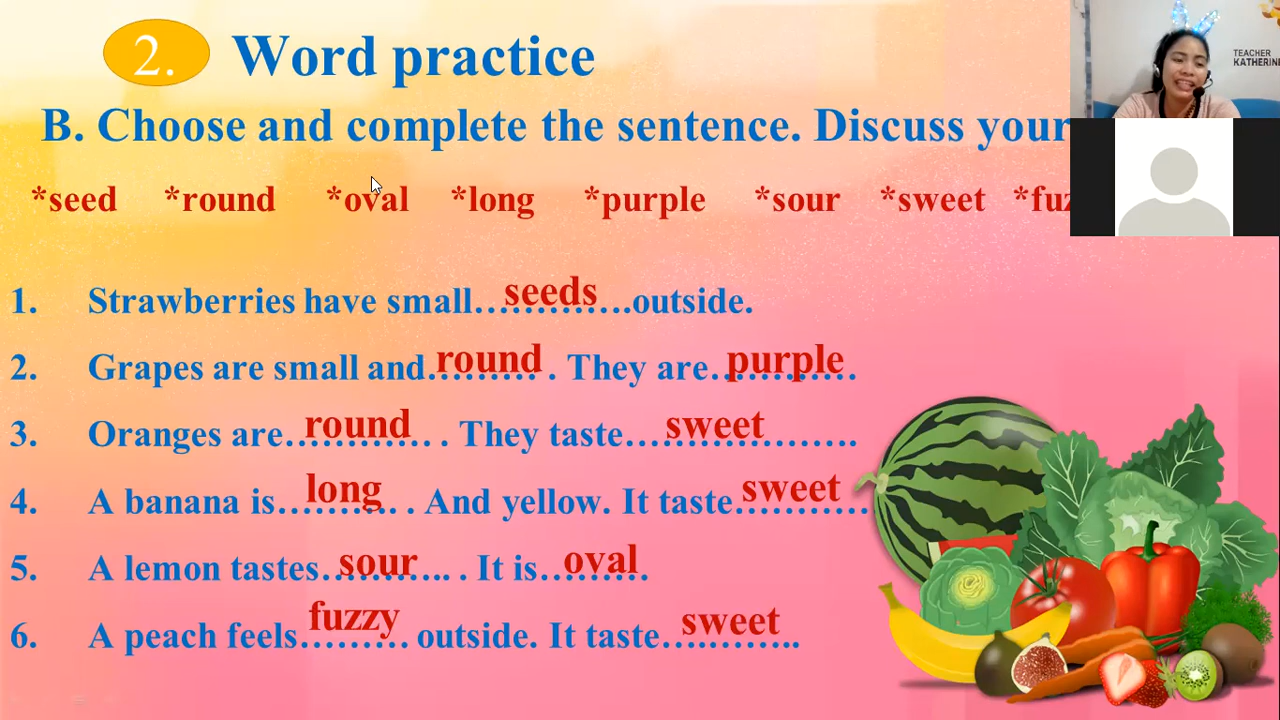 2. Word practice
B. Choose and complete the sentence. Discuss your
*seed *round *oval *long *purple *sour *sweet
1. Strawberries have small………….seeds outside.
2. Grapes are small and………round . They are…………purple
3. Oranges are………….round . They taste……………….sweet
4. A banana is……….long . And yellow. It taste…………sweet
5. A lemon tastes………..sour . It is………oval
6. A peach feels………fuzzy outside. It taste…………..sweet
TEACHER
KATHERINE